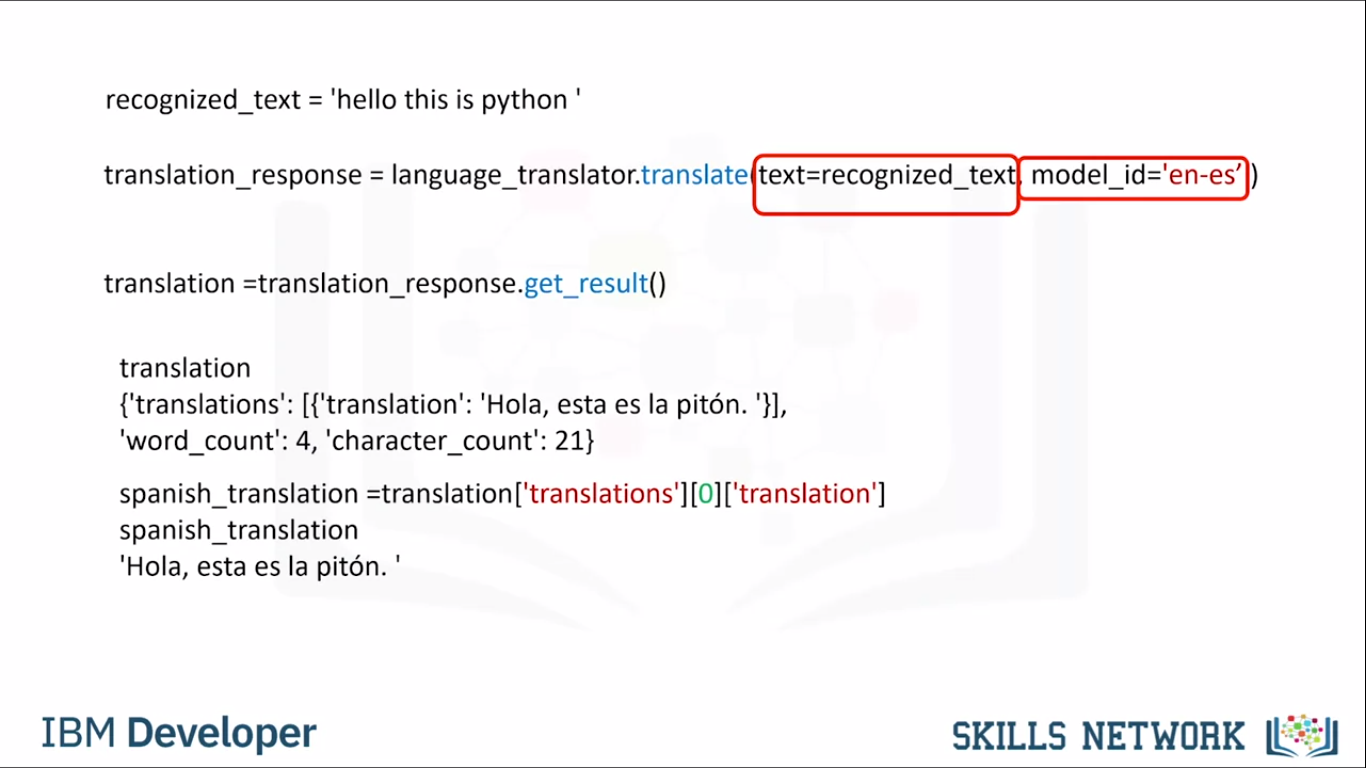 recognized_text = 'hello this is python '
translation_response = language_translator.translate(text=recognized_text, model_id='en-es’)
translation =translation_response.get_result()
translation
{'translations': [{'translation': 'Hola, esta es la pitón. '}],
'word_count': 4, 'character_count': 21}
spanish_translation =translation['translations'][0]['translation']
spanish_translation
'Hola, esta es la pitón. '
IBM Developer
SKILLS NETWORK